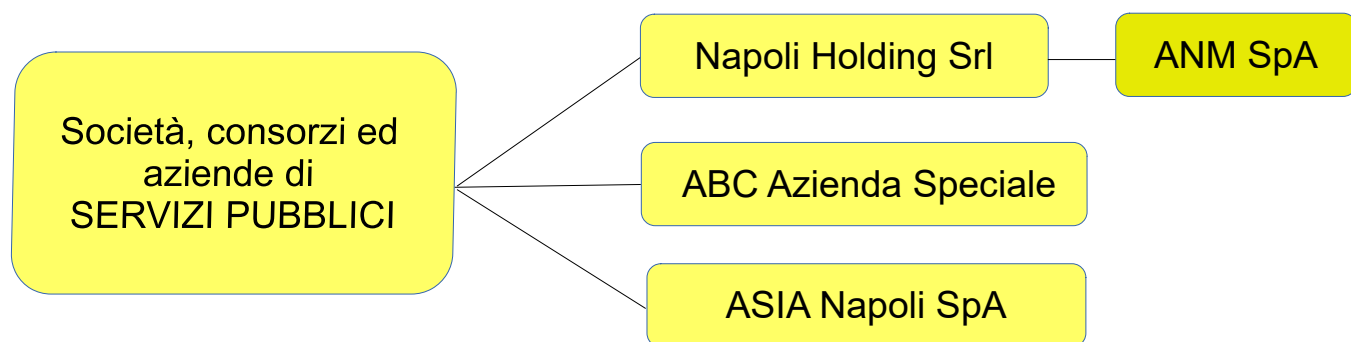 Società, consorzi ed
aziende di
SERVIZI PUBBLICI
Napoli Holding Srl
ANM SpA
ABC Azienda Speciale
ASIA Napoli SpA